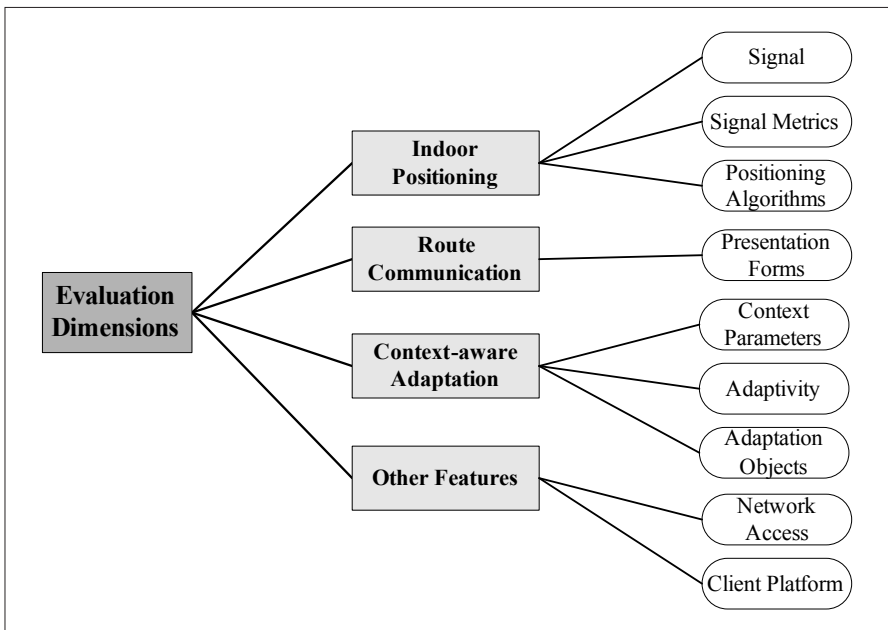 Evaluation
Dimensions
Indoor
Positioning
Signal
Signal Metrics
Positioning
Algorithms
Route
Communication
Presentation
Forms
Context-aware
Adaptation
Context
Parameters
Adaptivity
Adaptation
Objects
Other Features
Network
Access
Client Platform